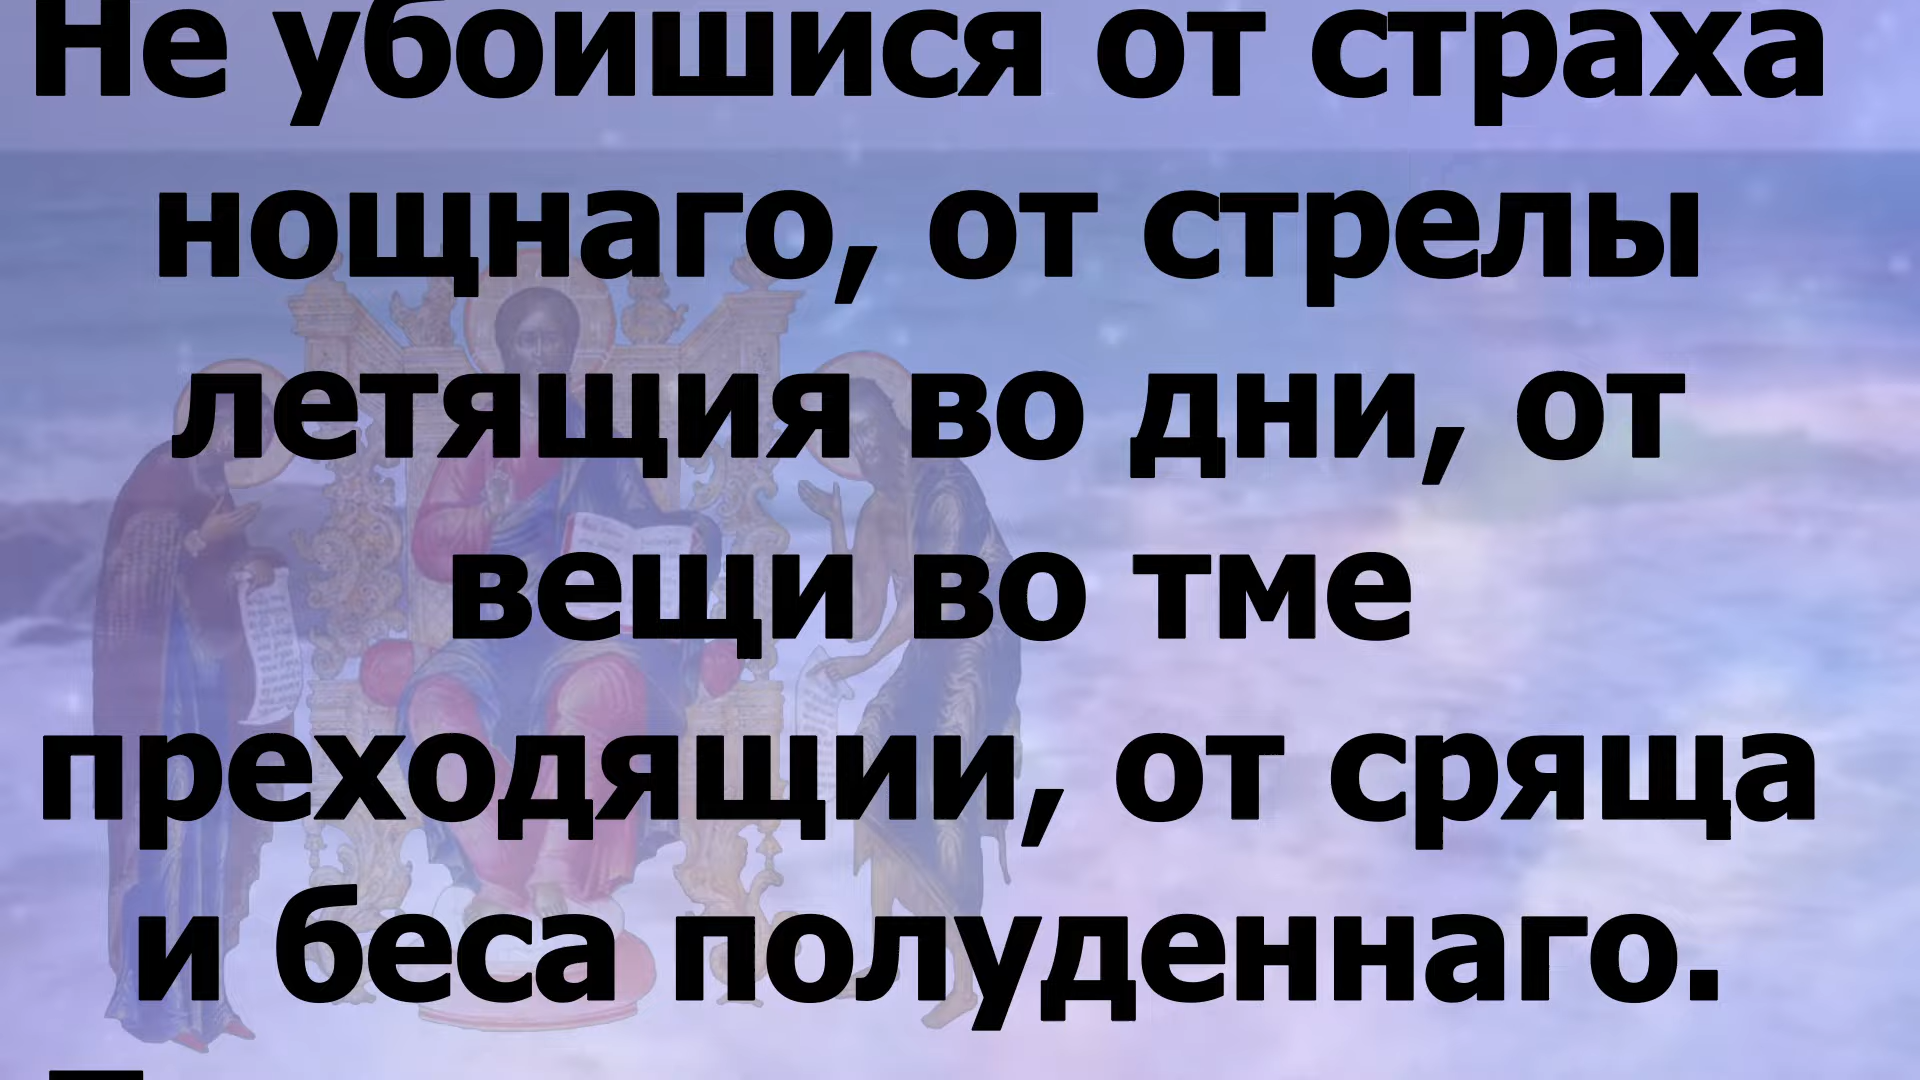 Не убоишися от страха
нощнаго, от стрелы
летящия во дни, от
вещи во тме
преходящии, от сряща
и беса полуденнаго.